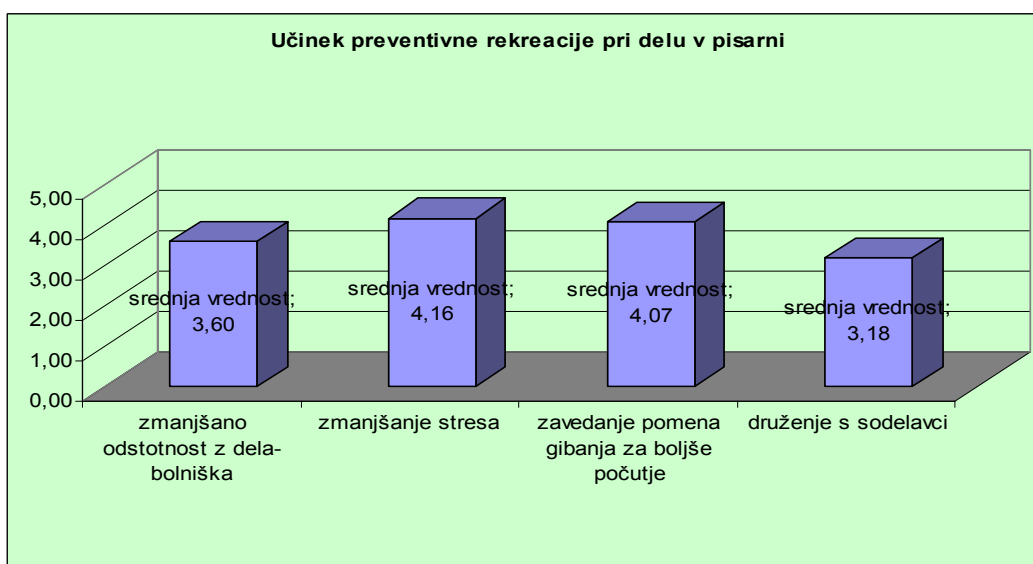 Učinek preventivne rekreacije pri delu v pisarni
5,00
4,00
3,00
2,00
1,00
0,00
srednja vrednost;
3,60
srednja vrednost;
4,16
srednja vrednost;
4,07
srednja vrednost;
3,18
zmanjšano
odstotnost z dela-
bolniška
zmanjšanje stresa
zavedanje pomena
gibanja za boljše
počutje
druženje s sodelavci